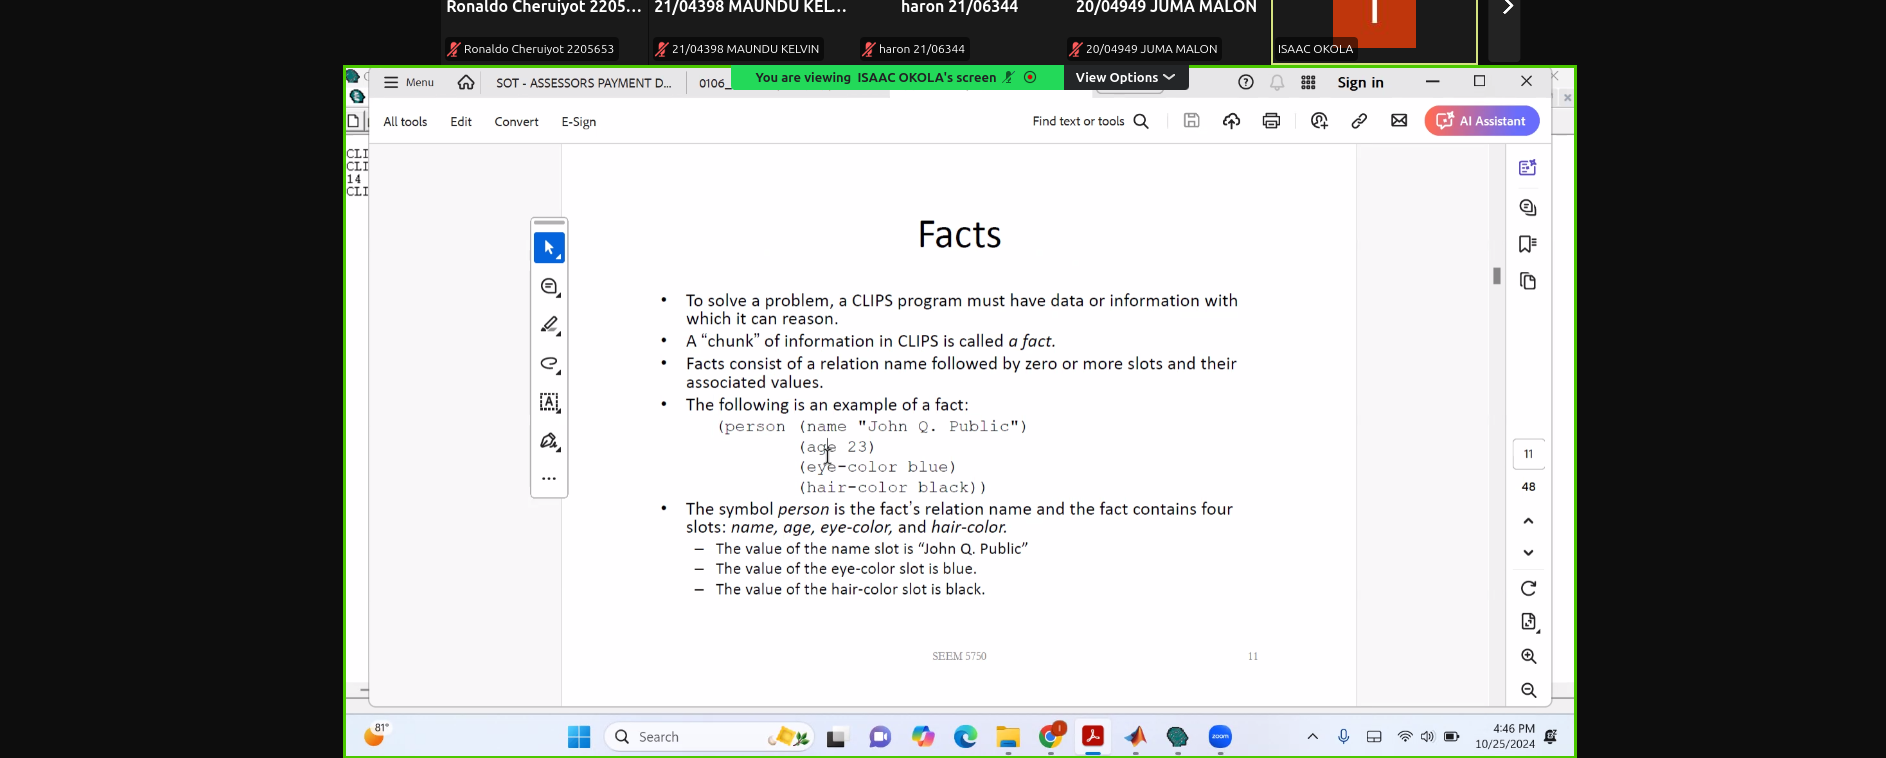 Ronaldo Cheruiyot 2205...
21/04398 MAUNDU KEL...
haron 21/06344
20/04949 JUMA MALON
Ronaldo Cheruiyot 2205653
21/04398 MAUNDU KELVIN
haron 21/06344
20/04949 JUMA MALON
ISAAC OKOLA
You are viewing ISAAC OKOLA's screen
View Options
Menu
SOT - ASSESSORS PAYMENT D...
0106_
Sign in
All tools
Edit
Convert
E-Sign
Find text or tools
AI Assistant
CLI
CLI
14
CLI
Facts
• To solve a problem, a CLIPS program must have data or information with
which it can reason.
• A “chunk” of information in CLIPS is called a fact.
• Facts consist of a relation name followed by zero or more slots and their
associated values.
• The following is an example of a fact:
(person (name "John Q. Public")
(age 23)
(eye-color blue)
(hair-color black))
• The symbol person is the fact’s relation name and the fact contains four
slots: name, age, eye-color, and hair-color.
– The value of the name slot is “John Q. Public”
– The value of the eye-color slot is blue.
– The value of the hair-color slot is black.
SEEM 5750
11
11
48
81°
Search
zoom
4:46 PM
10/25/2024